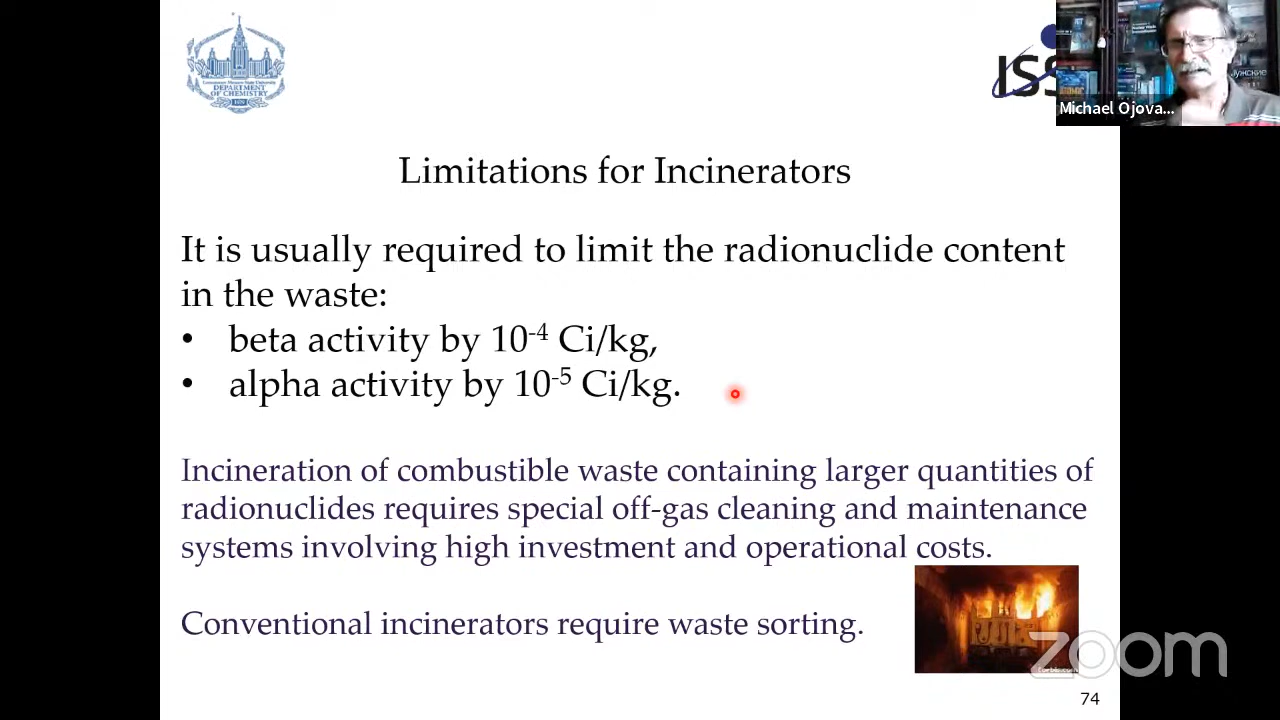 DEPARTMENT
OF CHEMISTRY
ISS
Michael Ojova...
Limitations for Incinerators
It is usually required to limit the radionuclide content
in the waste:
• beta activity by 10⁻⁴ Ci/kg,
• alpha activity by 10⁻⁵ Ci/kg.
Incineration of combustible waste containing larger quantities of
radionuclides requires special off-gas cleaning and maintenance
systems involving high investment and operational costs.
Conventional incinerators require waste sorting.
zoom
74